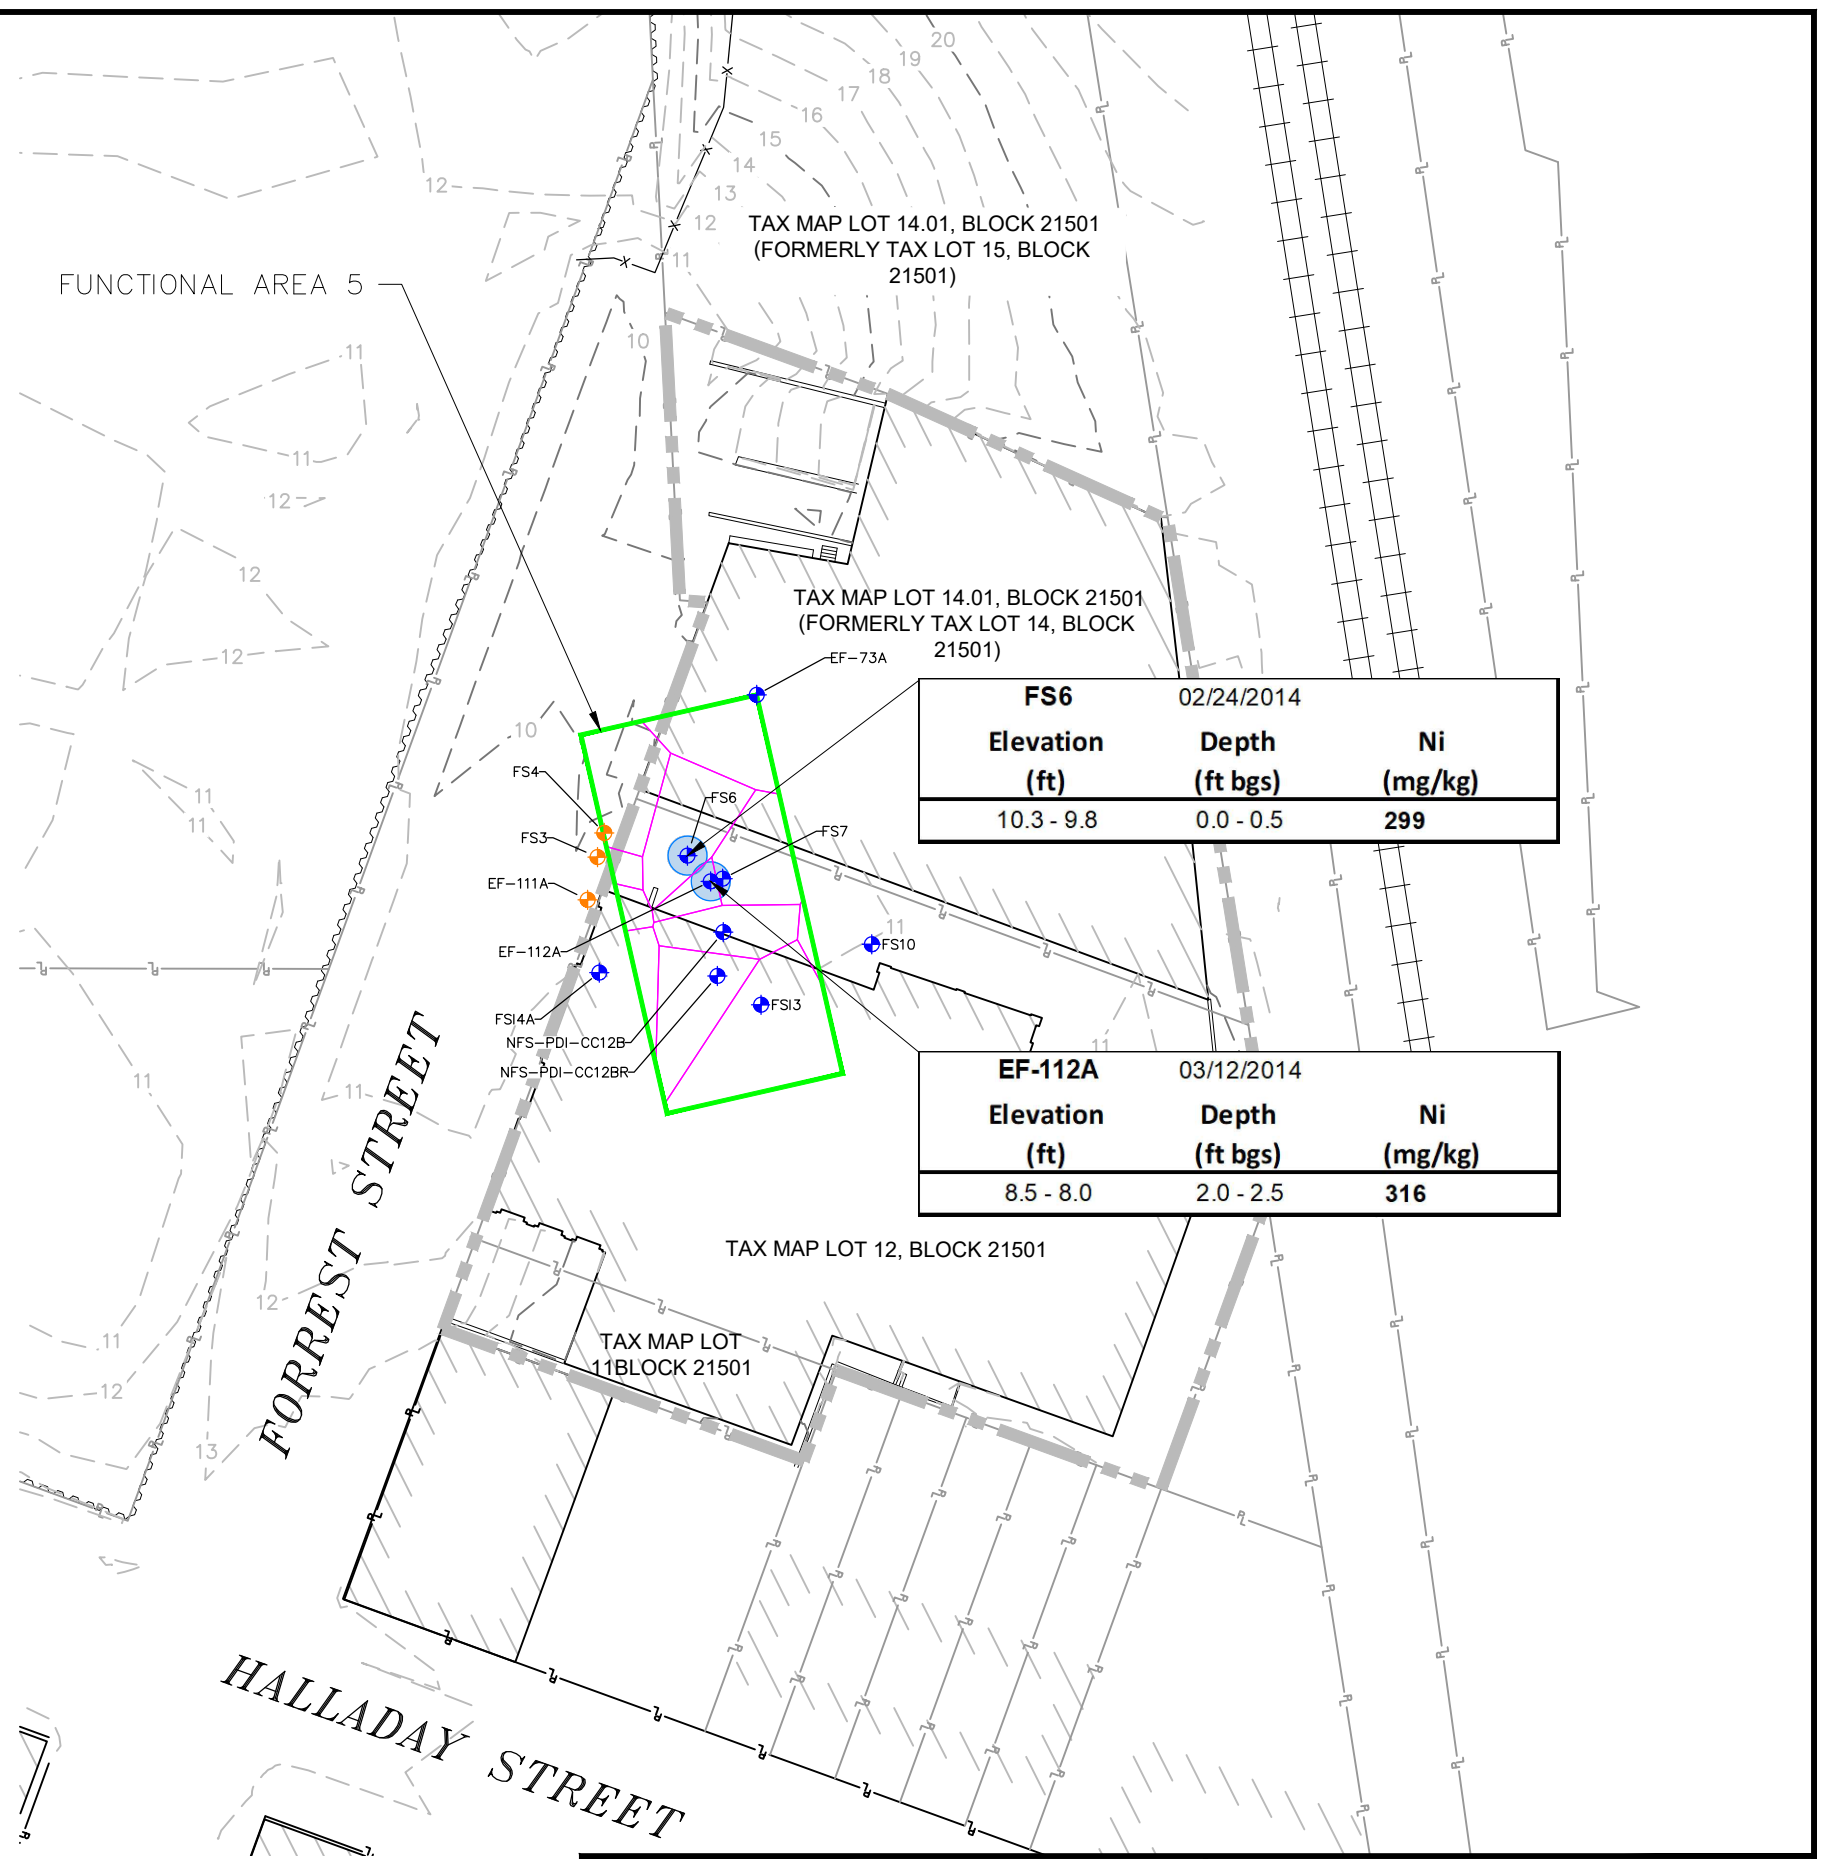 20
19
18
17
16
15
14
13
12
12
11
TAX MAP LOT 14.01, BLOCK 21501
(FORMERLY TAX LOT 15, BLOCK
21501)
FUNCTIONAL AREA 5
10
11
11
12
12
12
TAX MAP LOT 14.01, BLOCK 21501
(FORMERLY TAX LOT 14, BLOCK
21501)
EF-73A
FS6 02/24/2014
Elevation Depth Ni
(ft) (ft bgs) (mg/kg)
10.3 - 9.8 0.0 - 0.5 299
10
11
11
FS4
FS6
FS3
FS7
EF-111A
EF-112A
11
FS10
FS14A
FS13
NFS-PDI-CC12B
NFS-PDI-CC12BR
11
EF-112A 03/12/2014
Elevation Depth Ni
(ft) (ft bgs) (mg/kg)
8.5 - 8.0 2.0 - 2.5 316
11
11
FORREST STREET
TAX MAP LOT 12, BLOCK 21501
12
11
12
13
TAX MAP LOT
11BLOCK 21501
HALLADAY STREET